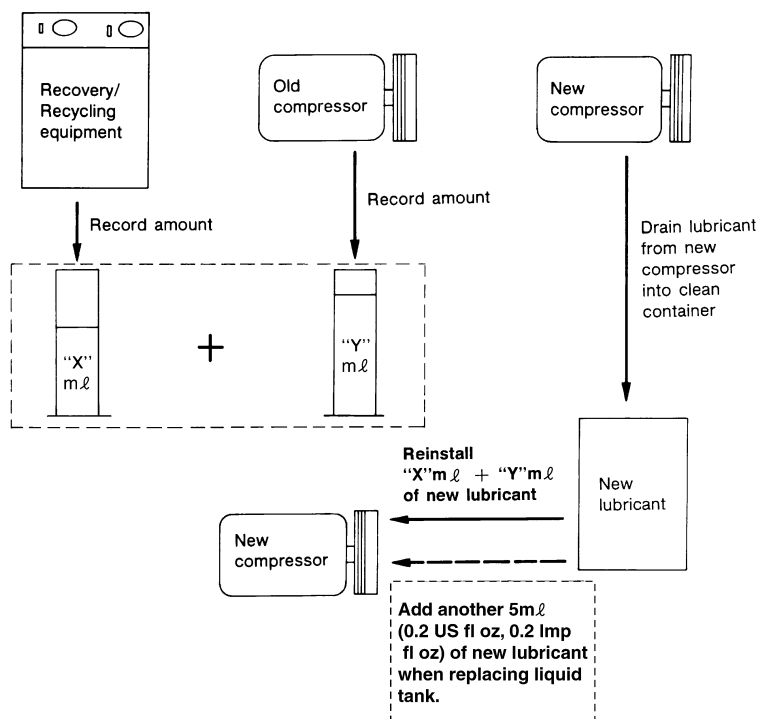 Recovery/
Recycling
equipment
Old
compressor
New
compressor
Record amount
Record amount
Drain lubricant
from new
compressor
into clean
container
“X”
mℓ
+
“Y”
mℓ
Reinstall
“X”mℓ + “Y”mℓ
of new lubricant
New
lubricant
New
compressor
Add another 5mℓ
(0.2 US fl oz, 0.2 Imp
fl oz) of new lubricant
when replacing liquid
tank.